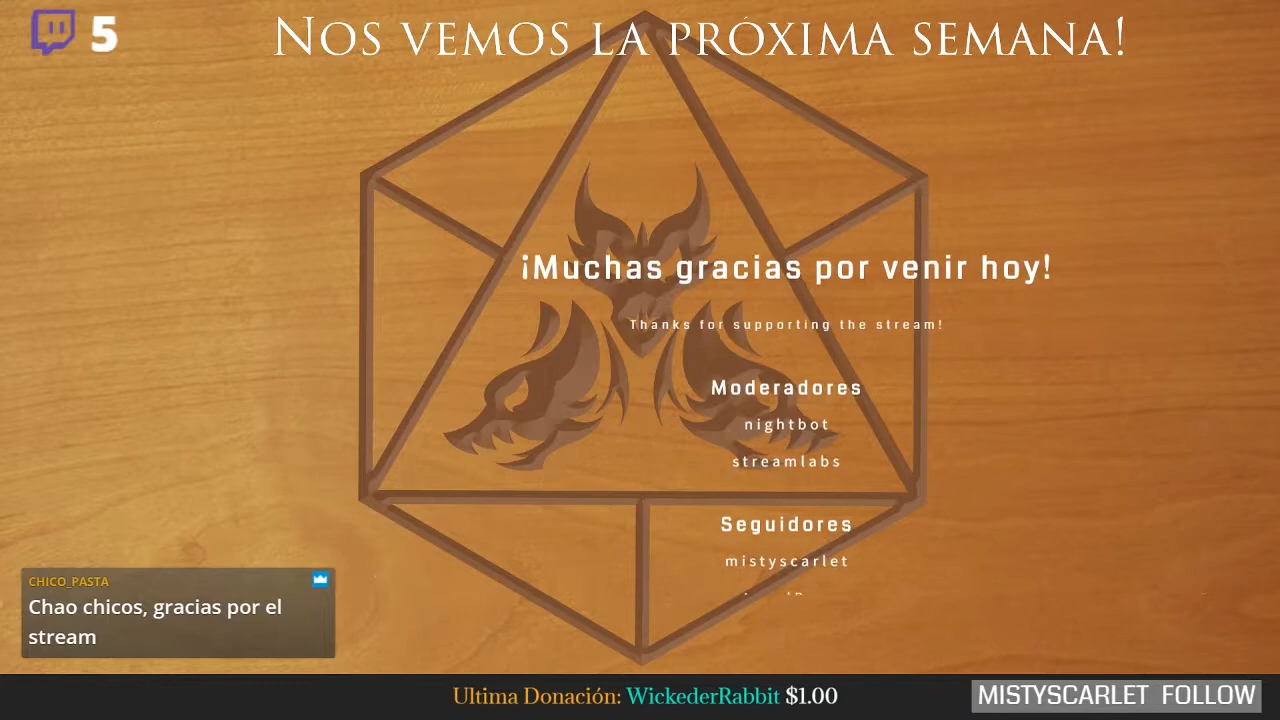 5
NOS VEMOS LA PRÓXIMA SEMANA!
¡Muchas gracias por venir hoy!
Thanks for supporting the stream!
Moderadores
nightbot
streamlabs
Seguidores
mistyscarlet
CHICO_PASTA
Chao chicos, gracias por el
stream
Ultima Donación: WickederRabbit $1.00
MISTYSCARLET FOLLOW